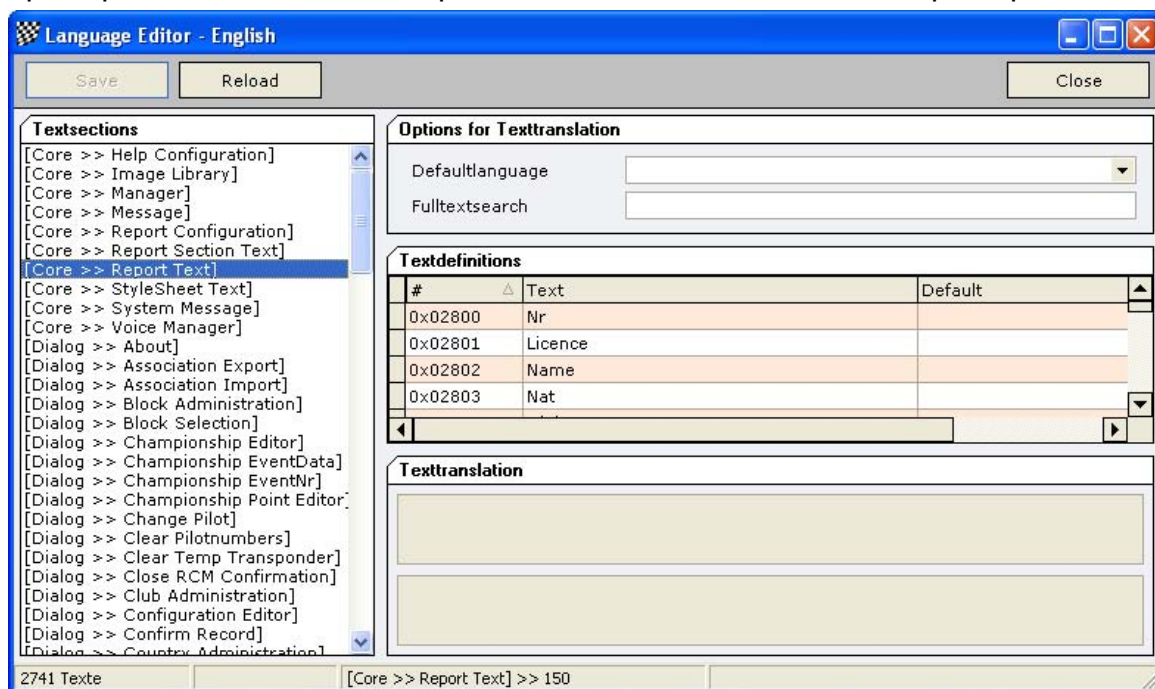 Language Editor - English
Save
Reload
Close
Textsections
[Core >> Help Configuration]
[Core >> Image Library]
[Core >> Manager]
[Core >> Message]
[Core >> Report Configuration]
[Core >> Report Section Text]
[Core >> Report Text]
[Core >> StyleSheet Text]
[Core >> System Message]
[Core >> Voice Manager]
[Dialog >> About]
[Dialog >> Association Export]
[Dialog >> Association Import]
[Dialog >> Block Administration]
[Dialog >> Block Selection]
[Dialog >> Championship Editor]
[Dialog >> Championship EventData]
[Dialog >> Championship EventNr]
[Dialog >> Championship Point Editor]
[Dialog >> Change Pilot]
[Dialog >> Clear Pilotnumbers]
[Dialog >> Clear Temp Transponder]
[Dialog >> Close RCM Confirmation]
[Dialog >> Club Administration]
[Dialog >> Configuration Editor]
[Dialog >> Confirm Record]
[Dialog >> Country Administration]
Options for Texttranslation
Defaultlanguage
Fulltextsearch
Textdefinitions
# Text Default
0x02800 Nr
0x02801 Licence
0x02802 Name
0x02803 Nat
Texttranslation
2741 Texte
[Core >> Report Text] >> 150